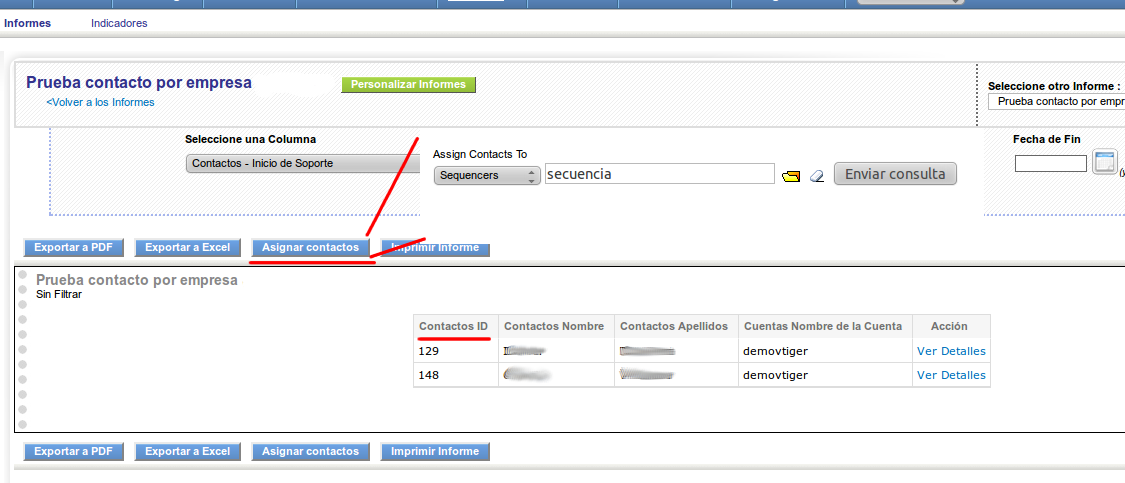 Informes Indicadores
Prueba contacto por empresa Personalizar Informes
<Volver a los Informes
Seleccione otro Informe :
Prueba contacto por empr
Seleccione una Columna
Contactos - Inicio de Soporte
Assign Contacts To
Sequencers secuencia Enviar consulta
Fecha de Fin
Exportar a PDF Exportar a Excel Asignar contactos Imprimir Informe
Prueba contacto por empresa
Sin Filtrar
Contactos ID Contactos Nombre Contactos Apellidos Cuentas Nombre de la Cuenta Acción
129 demovtiger Ver Detalles
148 demovtiger Ver Detalles
Exportar a PDF Exportar a Excel Asignar contactos Imprimir Informe